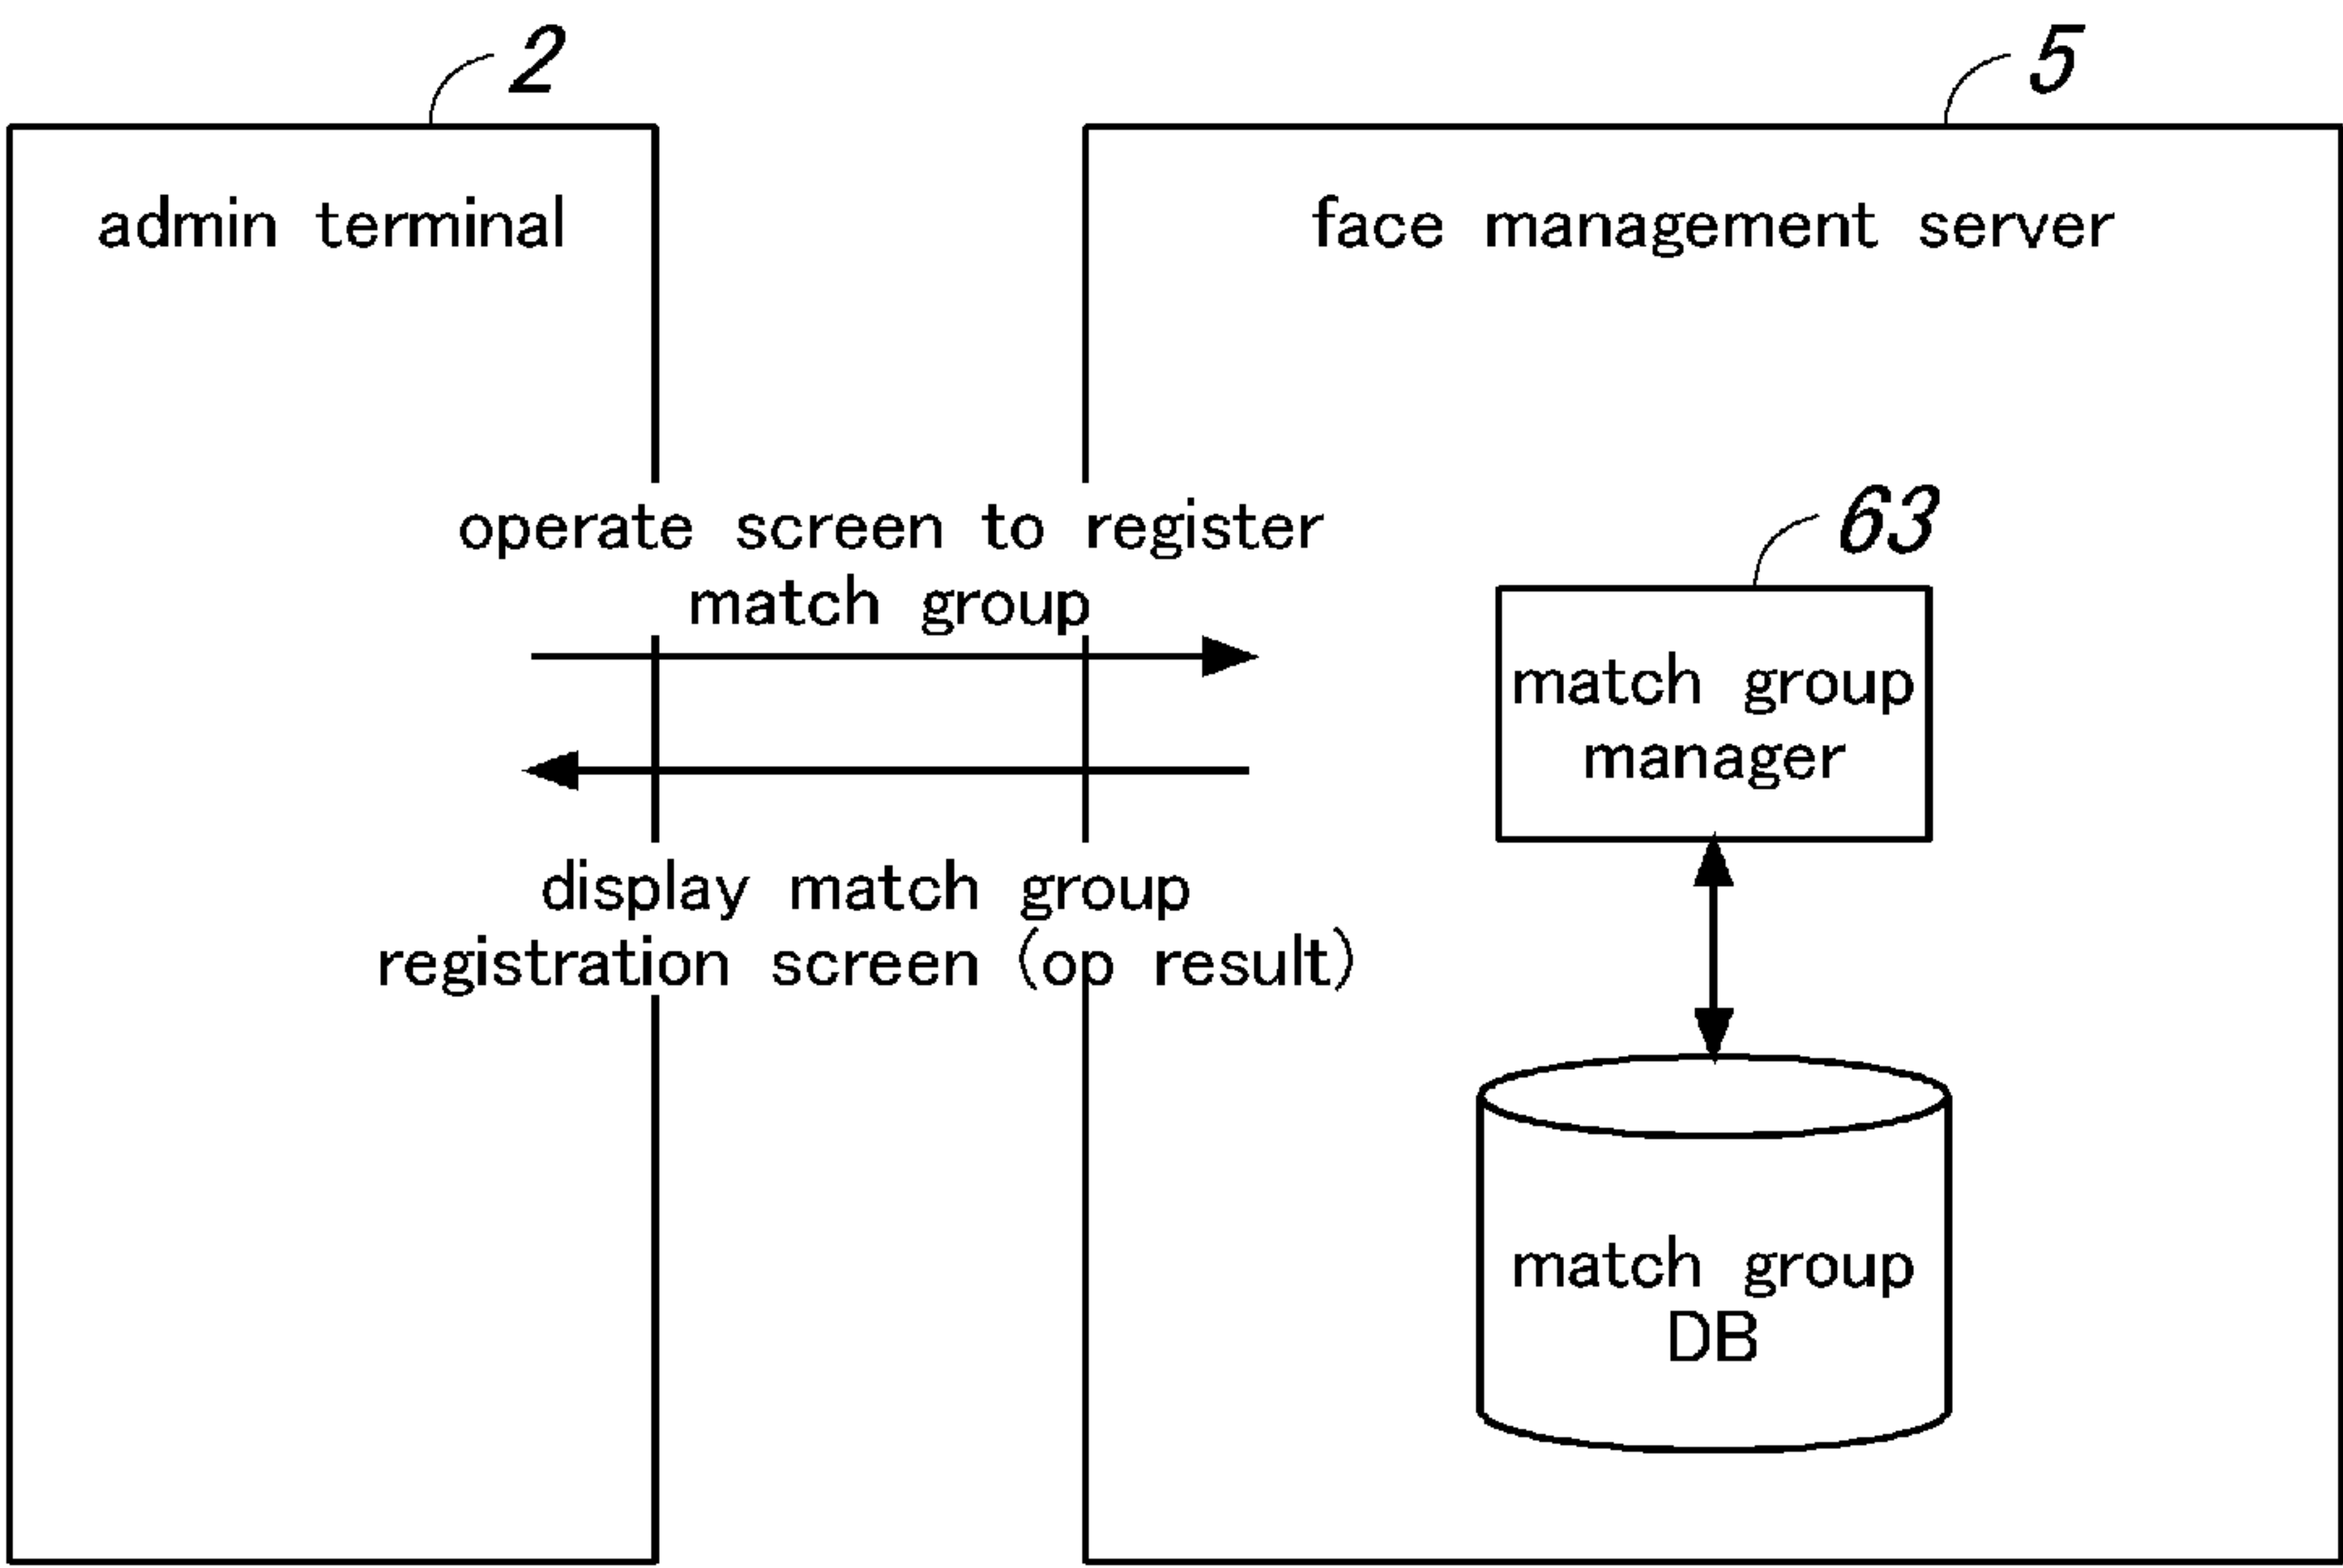 2
5
admin terminal
face management server
operate screen to register
match group
63
match group
manager
display match group
registration screen (op result)
match group
DB